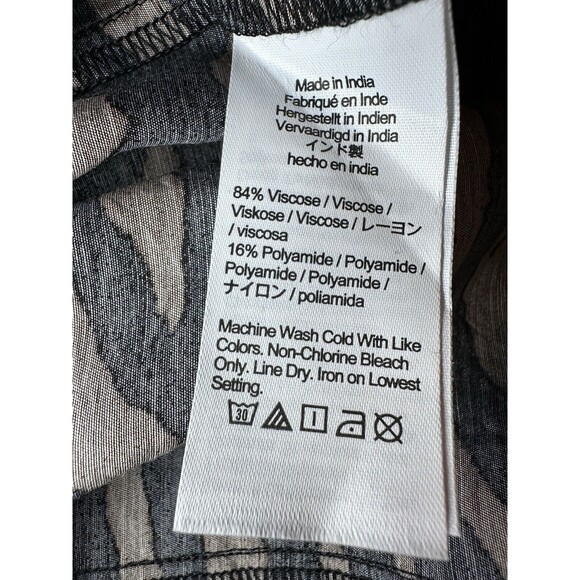 Made in India
Fabriqué en Inde
Hergestellt in Indien
Vervaardigd in India
インド製
hecho en india
84% Viscose / Viscose /
Viskose / Viscose / レーヨン
/ viscosa
16% Polyamide / Polyamide /
Polyamide / Polyamide /
ナイロン / poliamida
Machine Wash Cold With Like
Colors. Non-Chlorine Bleach
Only. Line Dry. Iron on Lowest
Setting.
30